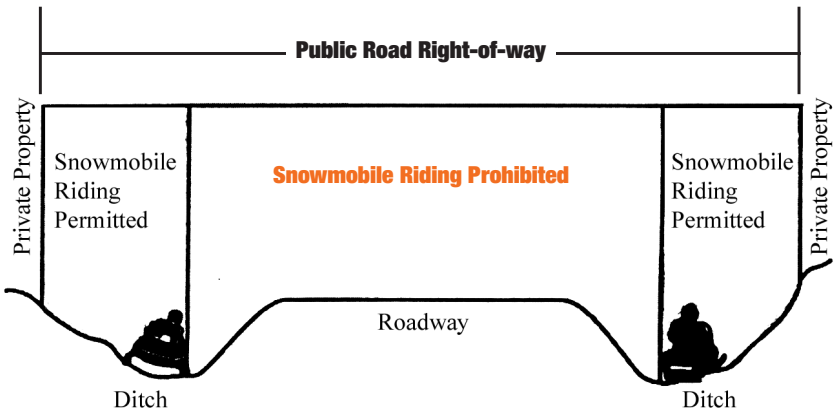 Public Road Right-of-way
Private Property
Snowmobile
Riding
Permitted
Snowmobile Riding Prohibited
Snowmobile
Riding
Permitted
Private Property
Roadway
Ditch
Ditch